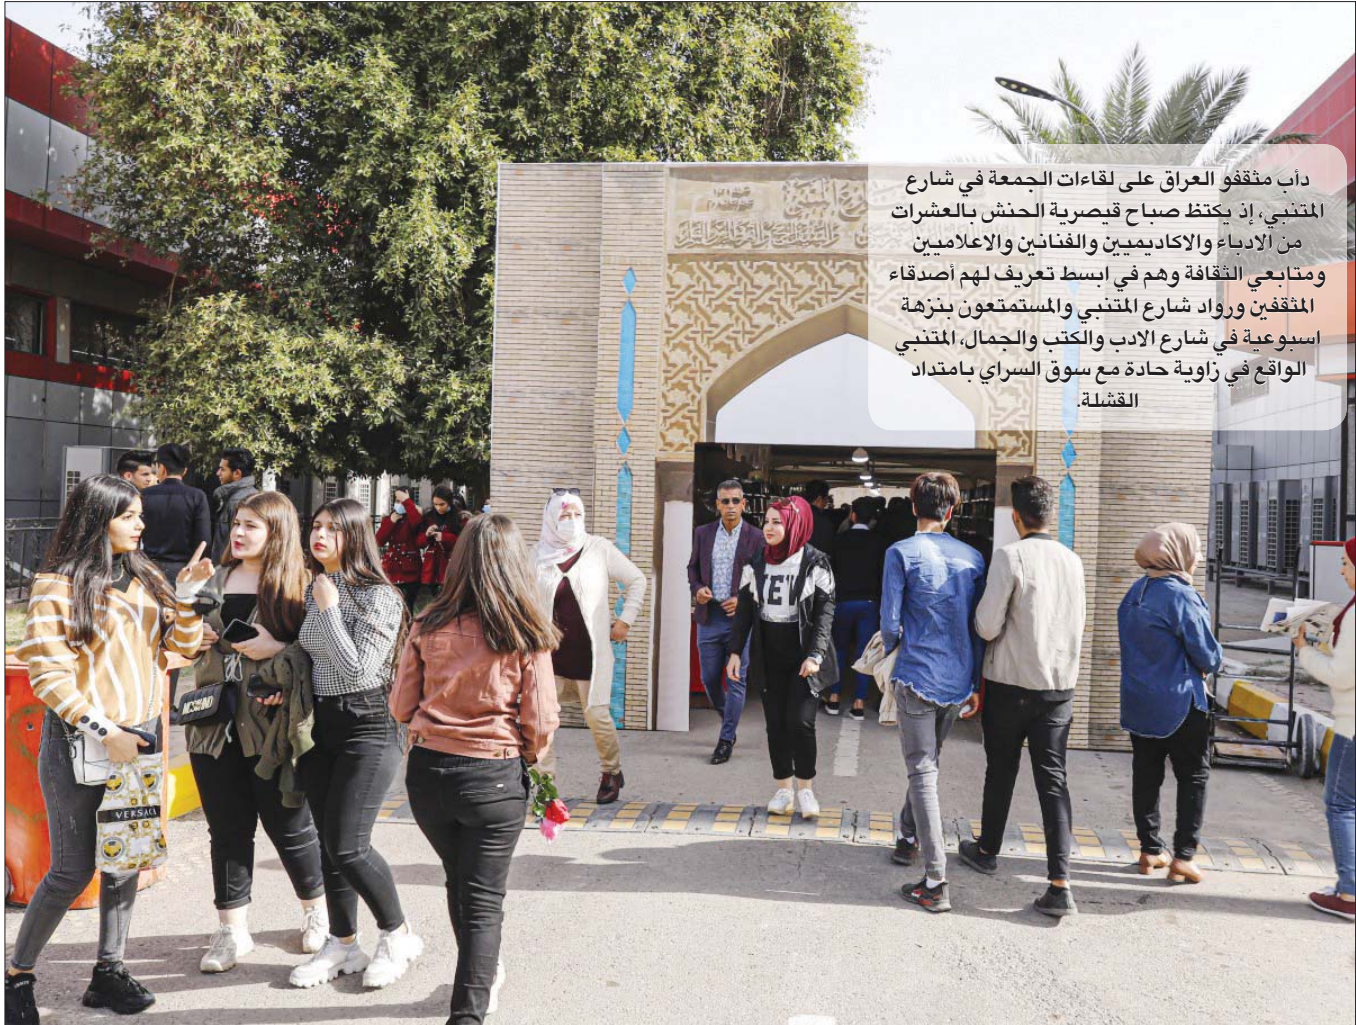 دأب مثقفو العراق على لقاءات الجمعة في شارع
المتنبي، إذ يكتظ صباح قيصرية الحنش بالعشرات
من الادباء والاكاديميين والفنانين والاعلاميين
ومتابعي الثقافة وهم في ابسط تعريف لهم أصدقاء
المثقفين ورواد شارع المتنبي والمستمتعون بنزهة
اسبوعية في شارع الادب والكتب والجمال، المتنبي
الواقع في زاوية حادة مع سوق السراي بامتداد
القشلة.
MOSCHINO
VERSACE